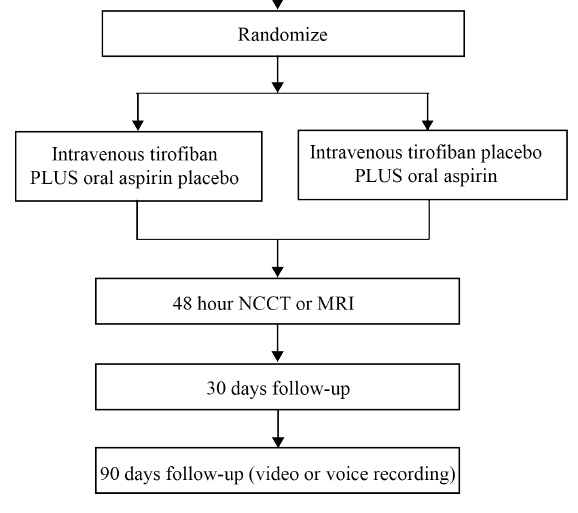 Randomize
Intravenous tirofiban
PLUS oral aspirin placebo
Intravenous tirofiban placebo
PLUS oral aspirin
48 hour NCCT or MRI
30 days follow-up
90 days follow-up (video or voice recording)